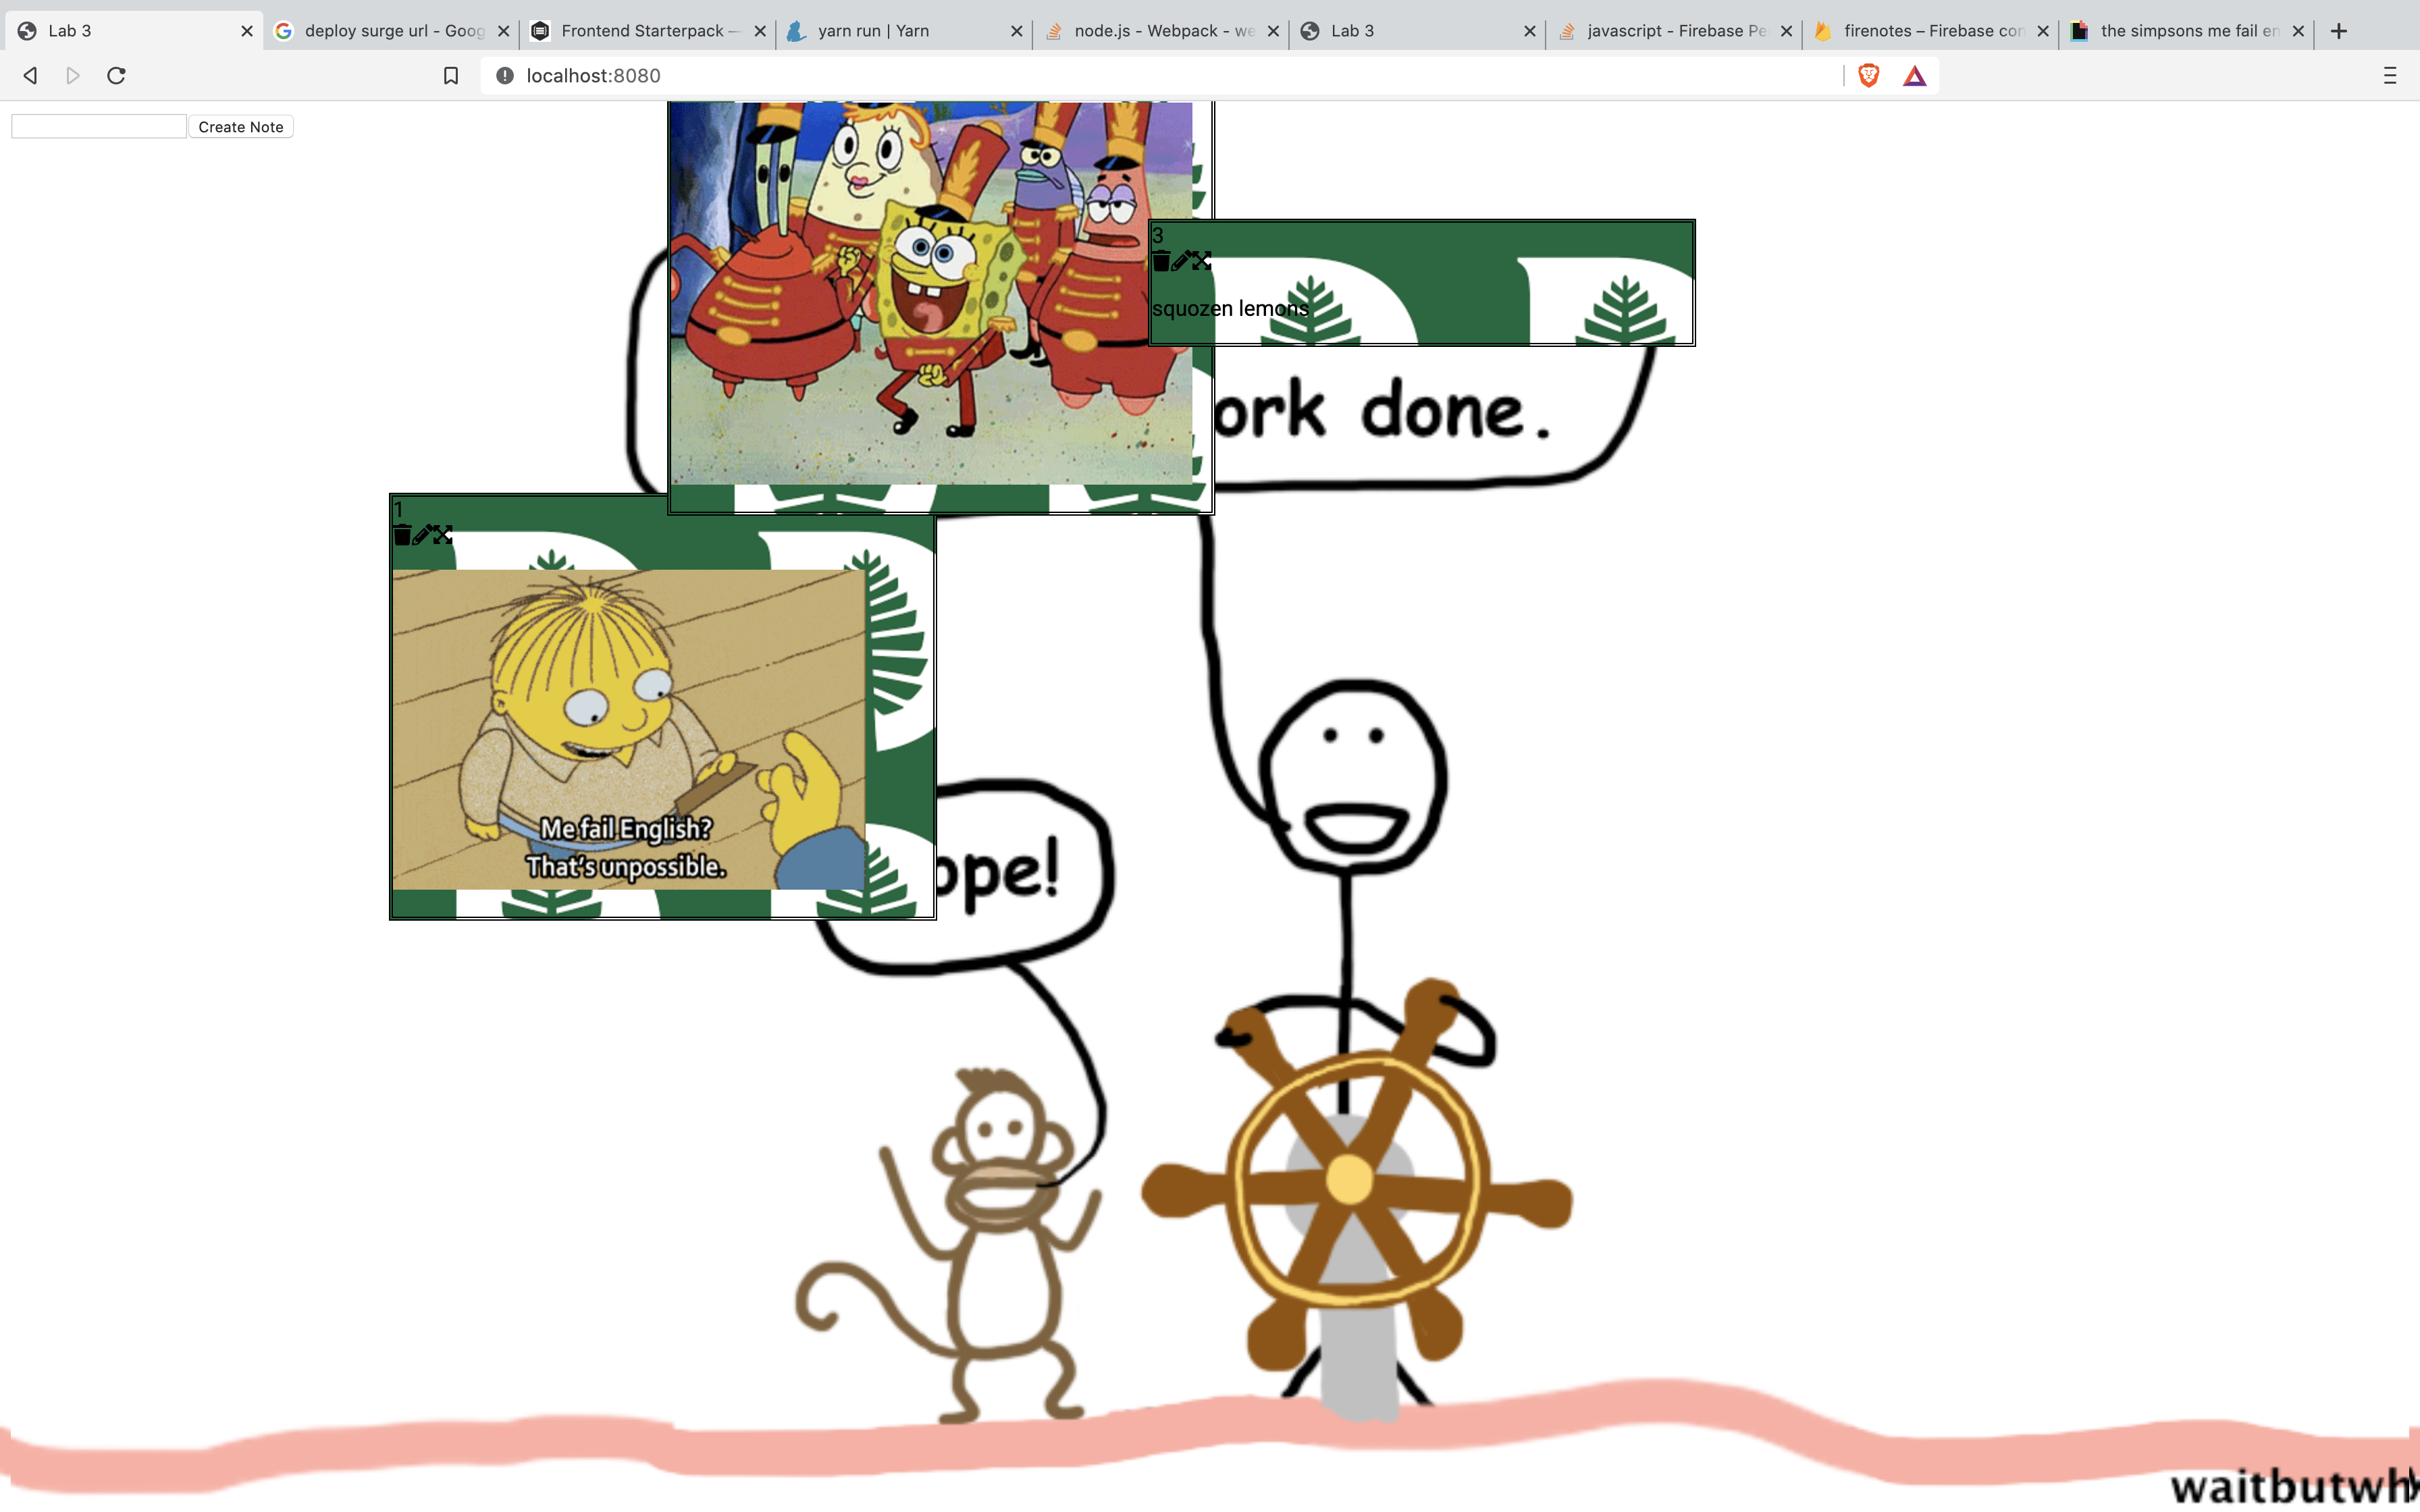 Lab 3
deploy surge url - Goog
Frontend Starterpack —
yarn run | Yarn
node.js - Webpack - we
Lab 3
javascript - Firebase Pe
firenotes – Firebase con
the simpsons me fail en
localhost:8080
Create Note
3
squozen lemons
ork done.
1
Me fail English?
That's unpossible.
ope!
waitbutwh